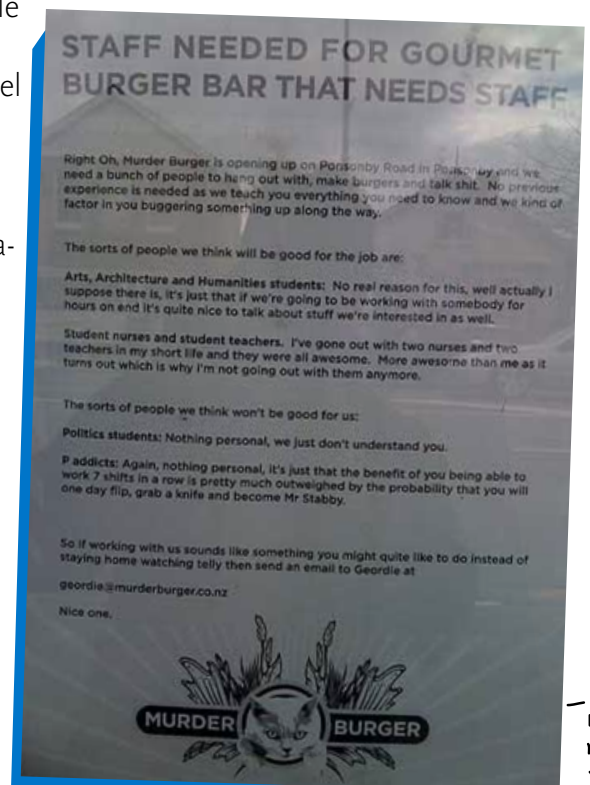 le
el
a-
STAFF NEEDED FOR GOURMET
BURGER BAR THAT NEEDS STAFF
Right Oh, Murder Burger is opening up on Ponsonby Road in Ponsonby and we
need a bunch of people to hang out with, make burgers and talk shit. No previous
experience is needed as we teach you everything you need to know and we kind of
factor in you buggering something up along the way.
The sorts of people we think will be good for the job are:
Arts, Architecture and Humanities students: No real reason for this, well actually I
suppose there is, it's just that if we're going to be working with somebody for
hours on end it's quite nice to talk about stuff we're interested in as well.
Student nurses and student teachers. I've gone out with two nurses and two
teachers in my short life and they were all awesome. More awesome than me as it
turns out which is why I'm not going out with them anymore.
The sorts of people we think won't be good for us:
Politics students: Nothing personal, we just don't understand you.
P addicts: Again, nothing personal, it's just that the benefit of you being able to
work 7 shifts in a row is pretty much outweighed by the probability that you will
one day flip, grab a knife and become Mr Stabby.
So if working with us sounds like something you might quite like to do instead of
staying home watching telly then send an email to Geordie at
geordie@murderburger.co.nz
Nice one.
MURDER BURGER